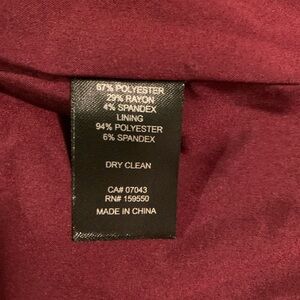 67% POLYESTER
29% RAYON
4% SPANDEX
LINING
94% POLYESTER
6% SPANDEX
DRY CLEAN
CA# 07043
RN# 159550
MADE IN CHINA